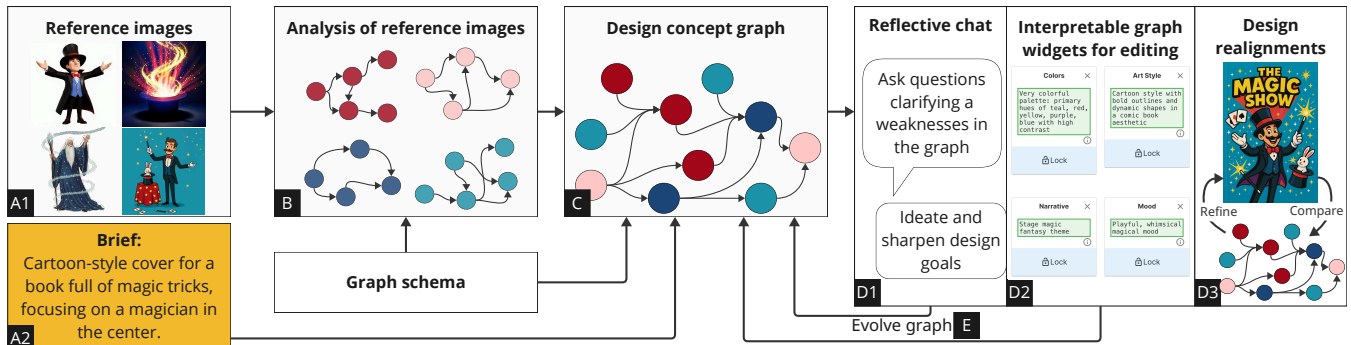 Reference images
A1
Brief:
Cartoon-style cover for a
book full of magic tricks,
focusing on a magician in
the center.
A2
Analysis of reference images
B
Graph schema
Design concept graph
C
Reflective chat
Ask questions
clarifying a
weaknesses in
the graph
Ideate and
sharpen design
goals
D1
Interpretable graph
widgets for editing
Colors
Very colorful
palette: primary
hues of teal, red,
yellow, purple,
blue with high
contrast
Lock
Art Style
Cartoon style with
bold outlines and
dynamic shapes in
a comic book
aesthetic
Lock
Narrative
Stage magic
fantasy theme
Lock
Mood
Playful, whimsical
magical mood
Lock
D2
Design
realignments
THE
MAGIC
SHOW
Refine
Compare
D3
Evolve graph
E